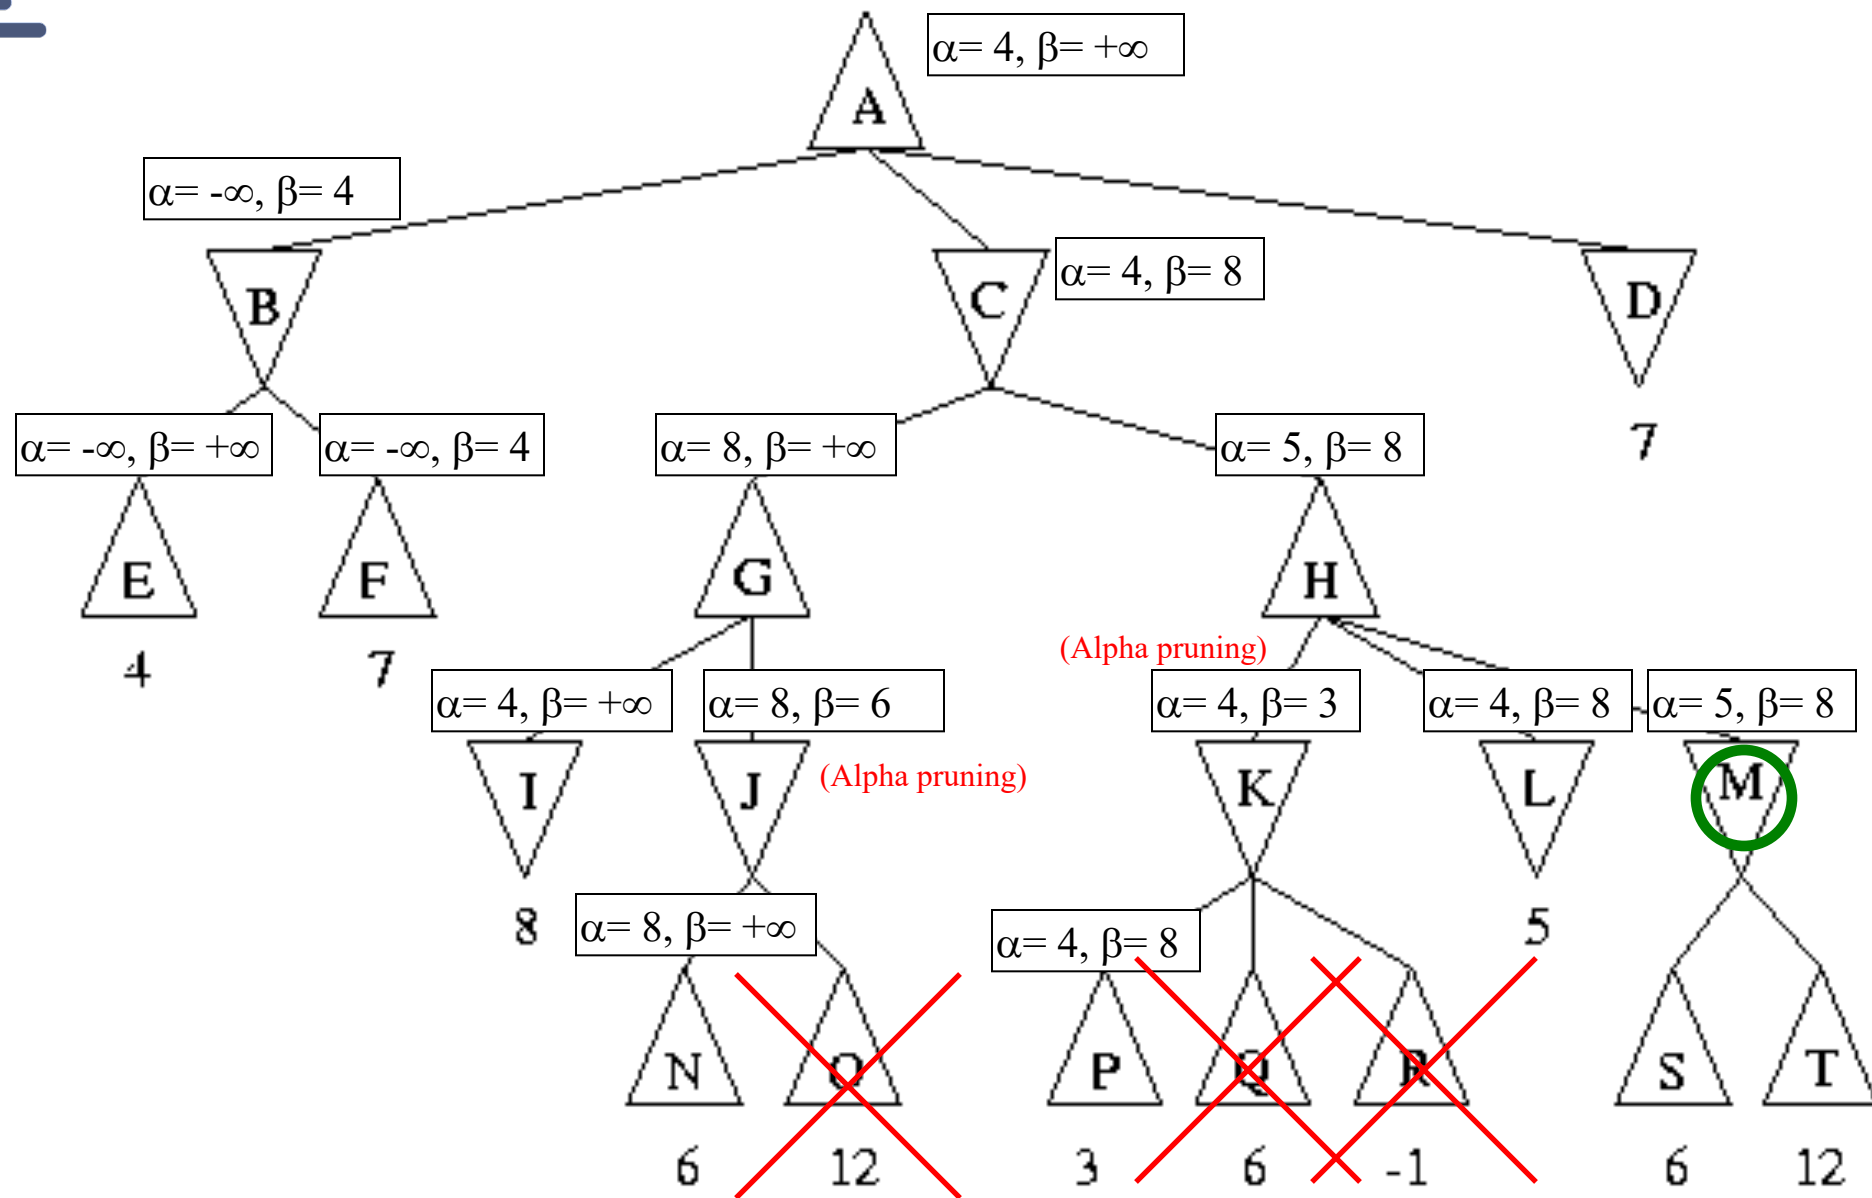 α= 4, β= +∞
A
α= -∞, β= 4
B
C
α= 4, β= 8
D
7
α= -∞, β= +∞
α= -∞, β= 4
α= 8, β= +∞
α= 5, β= 8
E
F
G
H
4
7
(Alpha pruning)
α= 4, β= +∞
α= 8, β= 6
α= 4, β= 3
α= 4, β= 8
α= 5, β= 8
I
J
(Alpha pruning)
K
L
M
8
α= 8, β= +∞
α= 4, β= 8
5
N
O
P
Q
R
S
T
6
12
3
6
-1
6
12